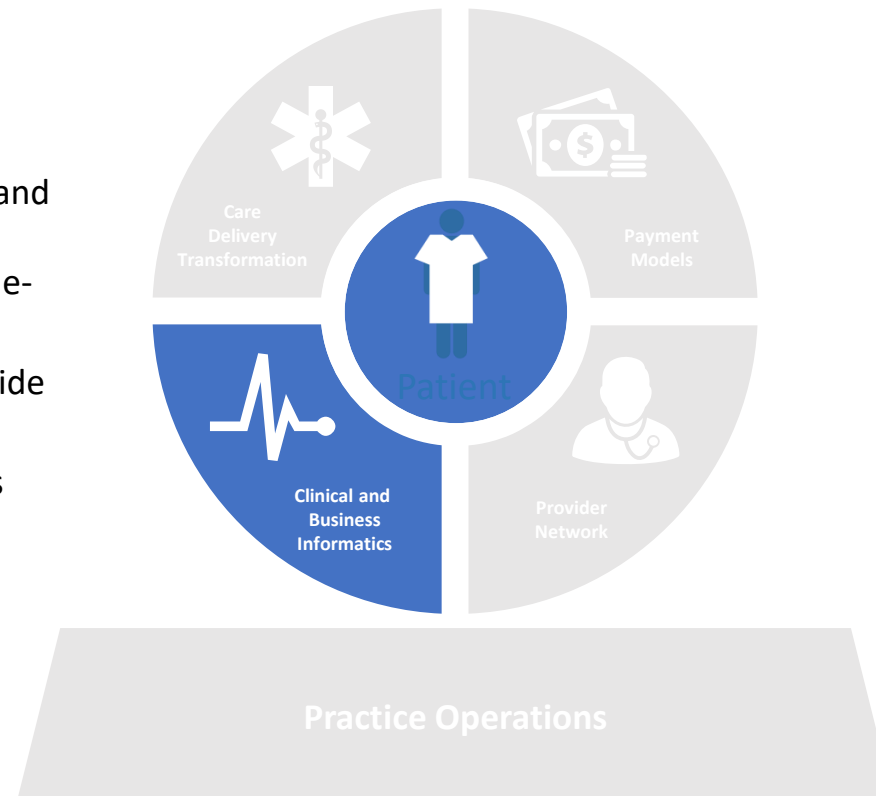 and
e-
ide
s
Care
Delivery
Transformation
$
Payment
Models
Patient
Clinical and
Business
Informatics
Provider
Network
Practice Operations